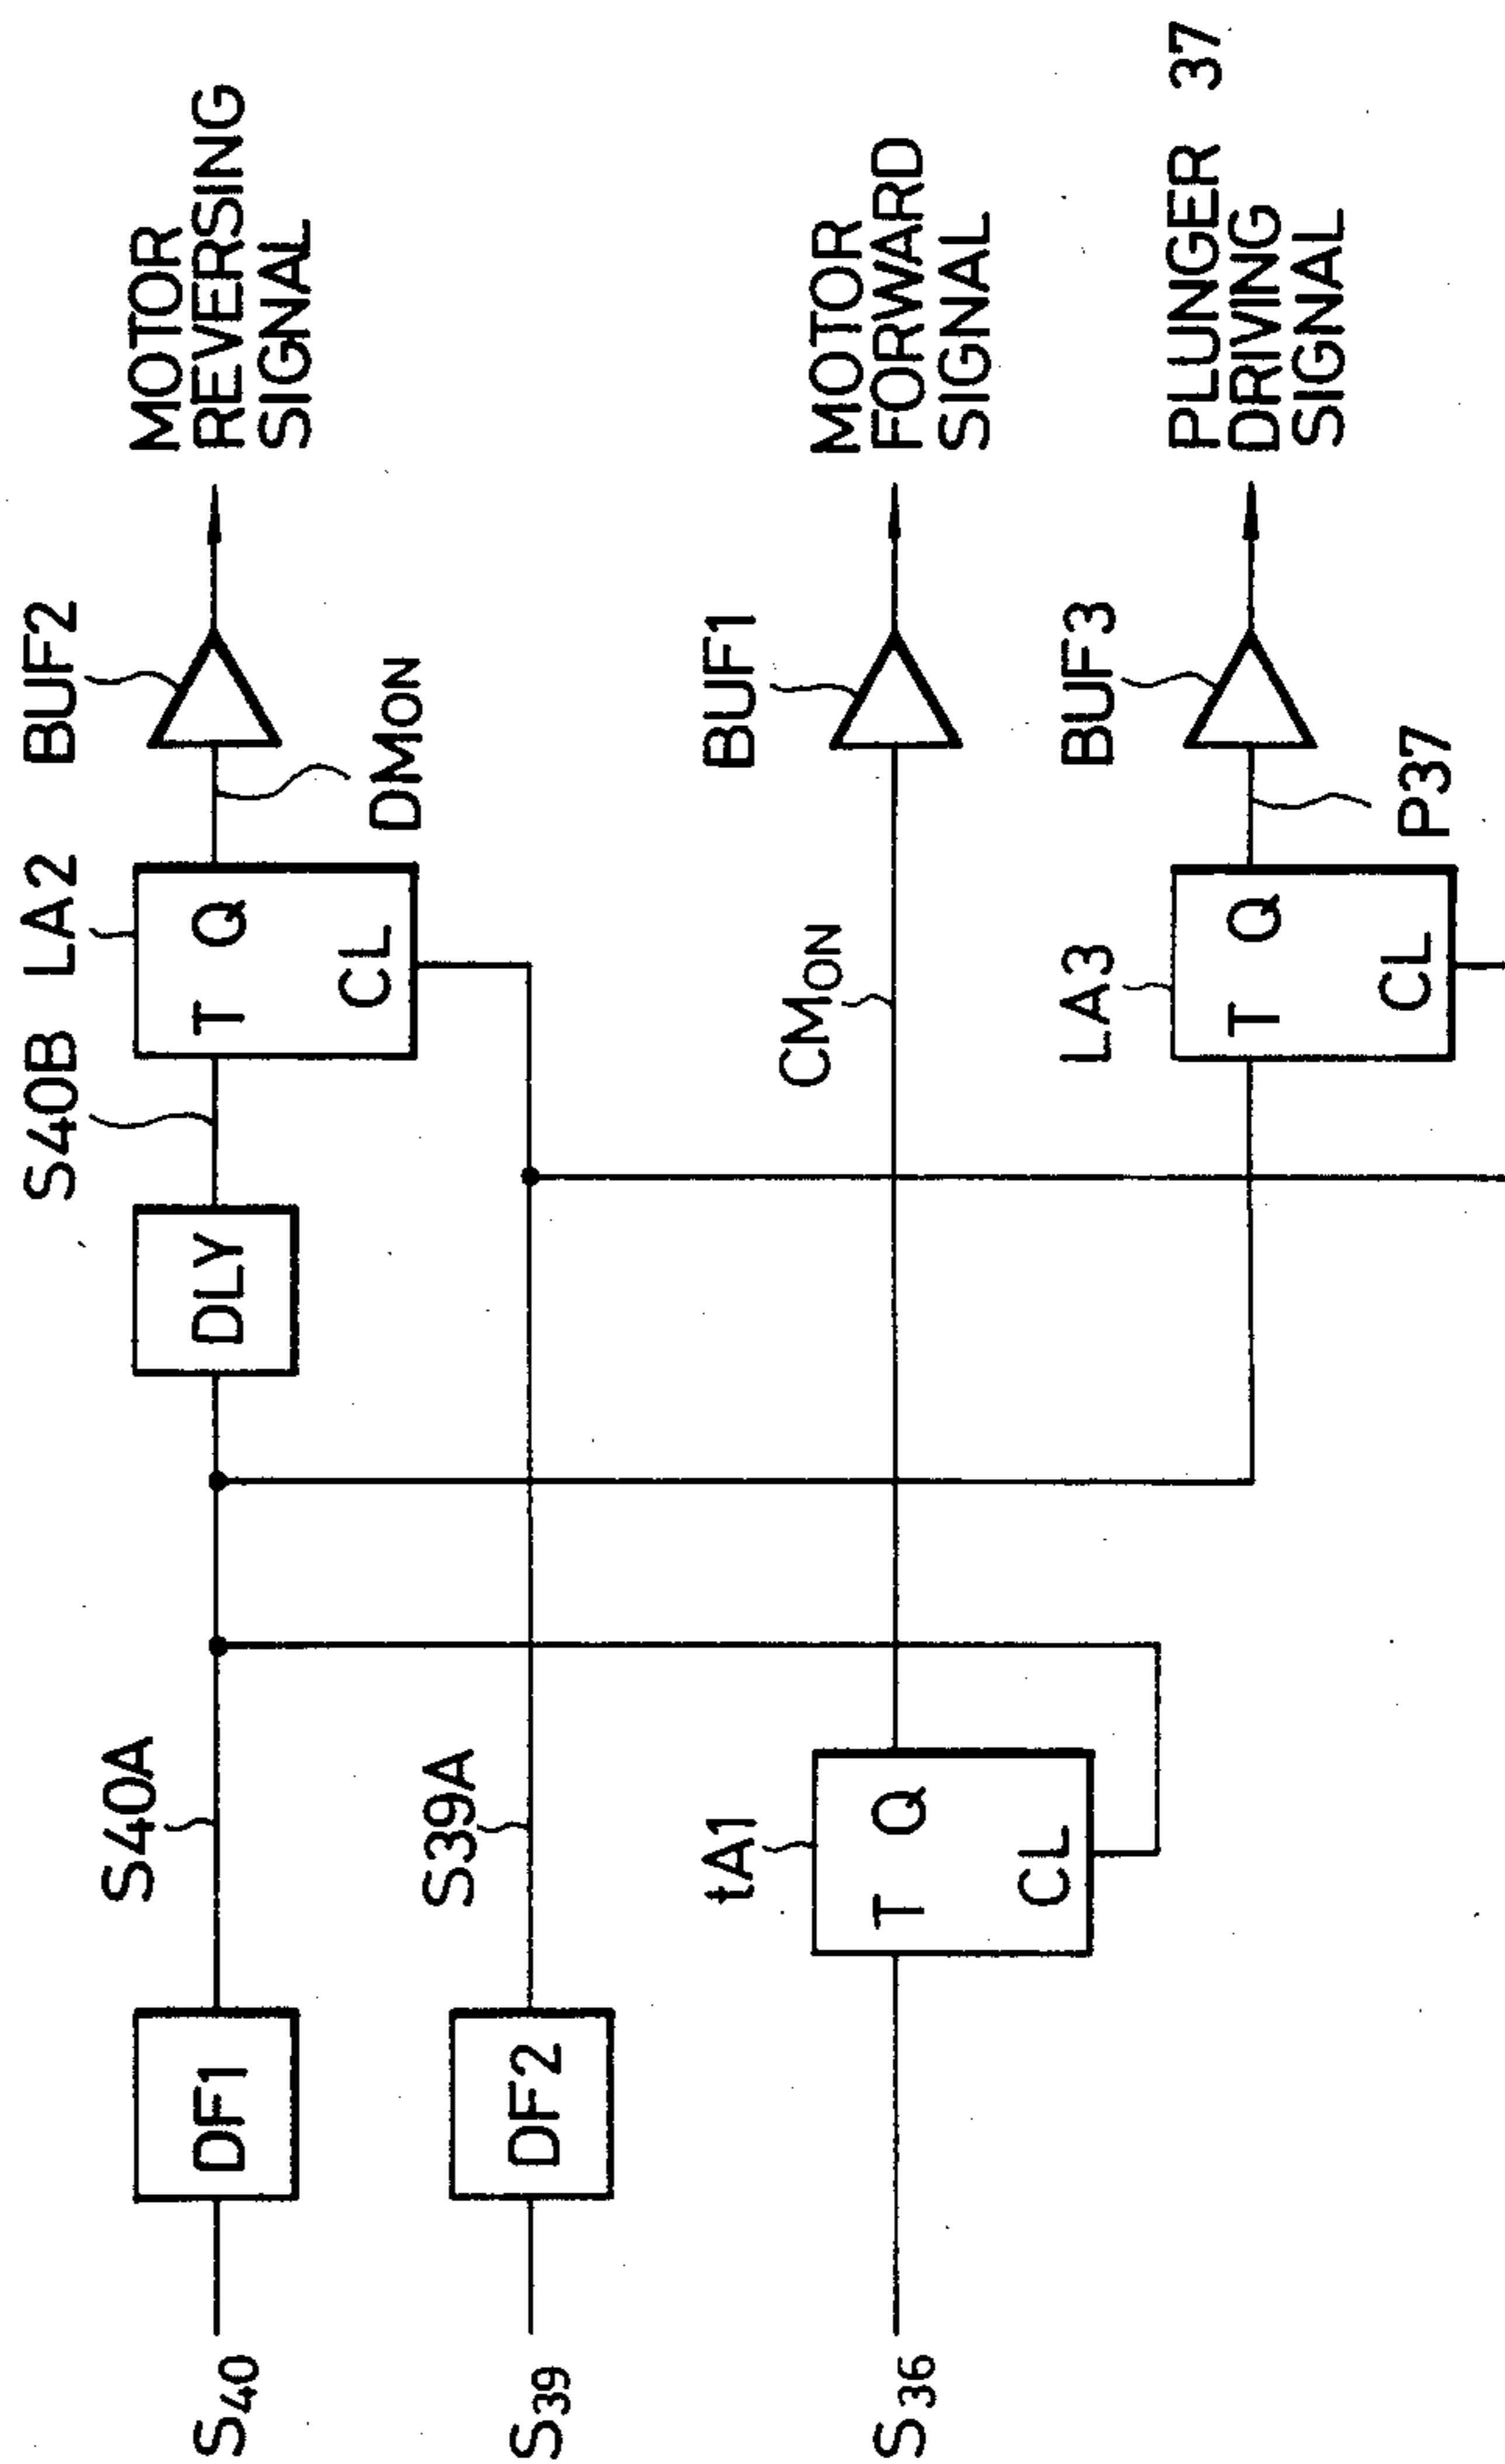 S40
DF1
S40A
DLY
S40B
LA2
T Q
CL
DMON
BUF2
MOTOR
REVERSING
SIGNAL
S39
DF2
S39A
S36
tA1
T Q
CL
CMON
BUF1
MOTOR
FORWARD
SIGNAL
LA3
T Q
CL
P37
BUF3
PLUNGER 37
DRIVING
SIGNAL